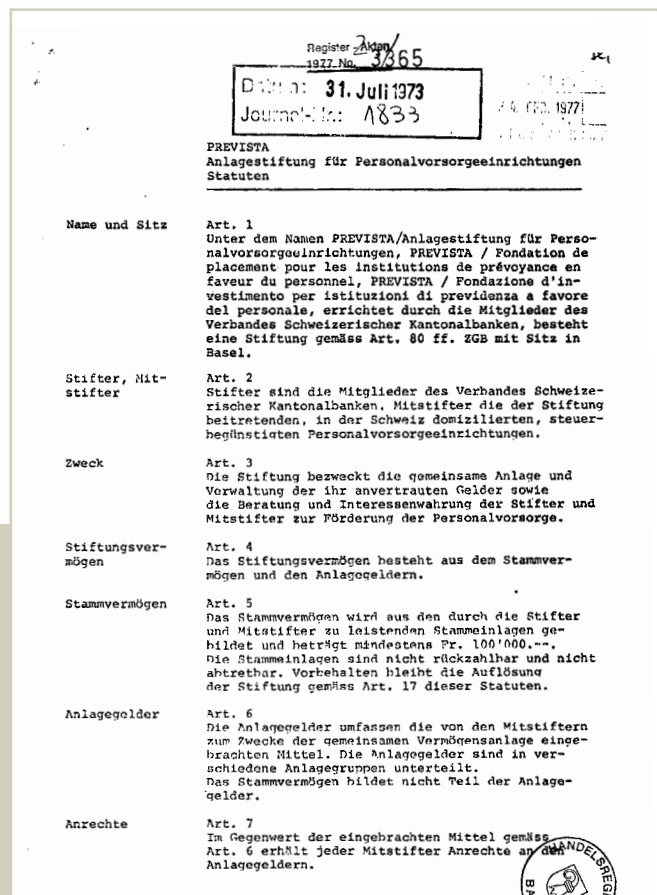 Register-Akten/
1977 No. 3365
Datum: 31. Juli 1973
Journal-Nr.: 1833
1977
PREVISTA
Anlagestiftung für Personalvorsorgeeinrichtungen
Statuten
Name und Sitz
Art. 1
Unter dem Namen PREVISTA/Anlagestiftung für Perso-
nalvorsorgeeinrichtungen, PREVISTA / Fondation de
placement pour les institutions de prévoyance en
faveur du personnel, PREVISTA / Fondazione d'in-
vestimento per istituzioni di previdenza a favore
del personale, errichtet durch die Mitglieder des
Verbandes Schweizerischer Kantonalbanken, besteht
eine Stiftung gemäss Art. 80 ff. ZGB mit Sitz in
Basel.
Stifter, Mit-
stifter
Art. 2
Stifter sind die Mitglieder des Verbandes Schweize-
rischer Kantonalbanken, Mitstifter die der Stiftung
beitretenden, in der Schweiz domizilierten, steuer-
begünstigten Personalvorsorgeeinrichtungen.
Zweck
Art. 3
Die Stiftung bezweckt die gemeinsame Anlage und
Verwaltung der ihr anvertrauten Gelder sowie
die Beratung und Interessenwahrung der Stifter und
Mitstifter zur Förderung der Personalvorsorge.
Stiftungsver-
mögen
Art. 4
Das Stiftungsvermögen besteht aus dem Stammver-
mögen und den Anlagegeldern.
Stammvermögen
Art. 5
Das Stammvermögen wird aus den durch die Stifter
und Mitstifter zu leistenden Stammeinlagen ge-
bildet und beträgt mindestens Fr. 100'000.--.
Die Stammeinlagen sind nicht rückzahlbar und nicht
abtretbar. Vorbehalten bleibt die Auflösung
der Stiftung gemäss Art. 17 dieser Statuten.
Anlagegelder
Art. 6
Die Anlagegelder umfassen die von den Mitstiftern
zum Zwecke der gemeinsamen Vermögensanlage einge-
brachten Mittel. Die Anlagegelder sind in ver-
schiedene Anlagegruppen unterteilt.
Das Stammvermögen bildet nicht Teil der Anlage-
gelder.
Anrechte
Art. 7
Im Gegenwert der eingebrachten Mittel gemäss
Art. 6 erhält jeder Mitstifter Anrechte an den
Anlagegeldern.
HANDELSREGI
BA